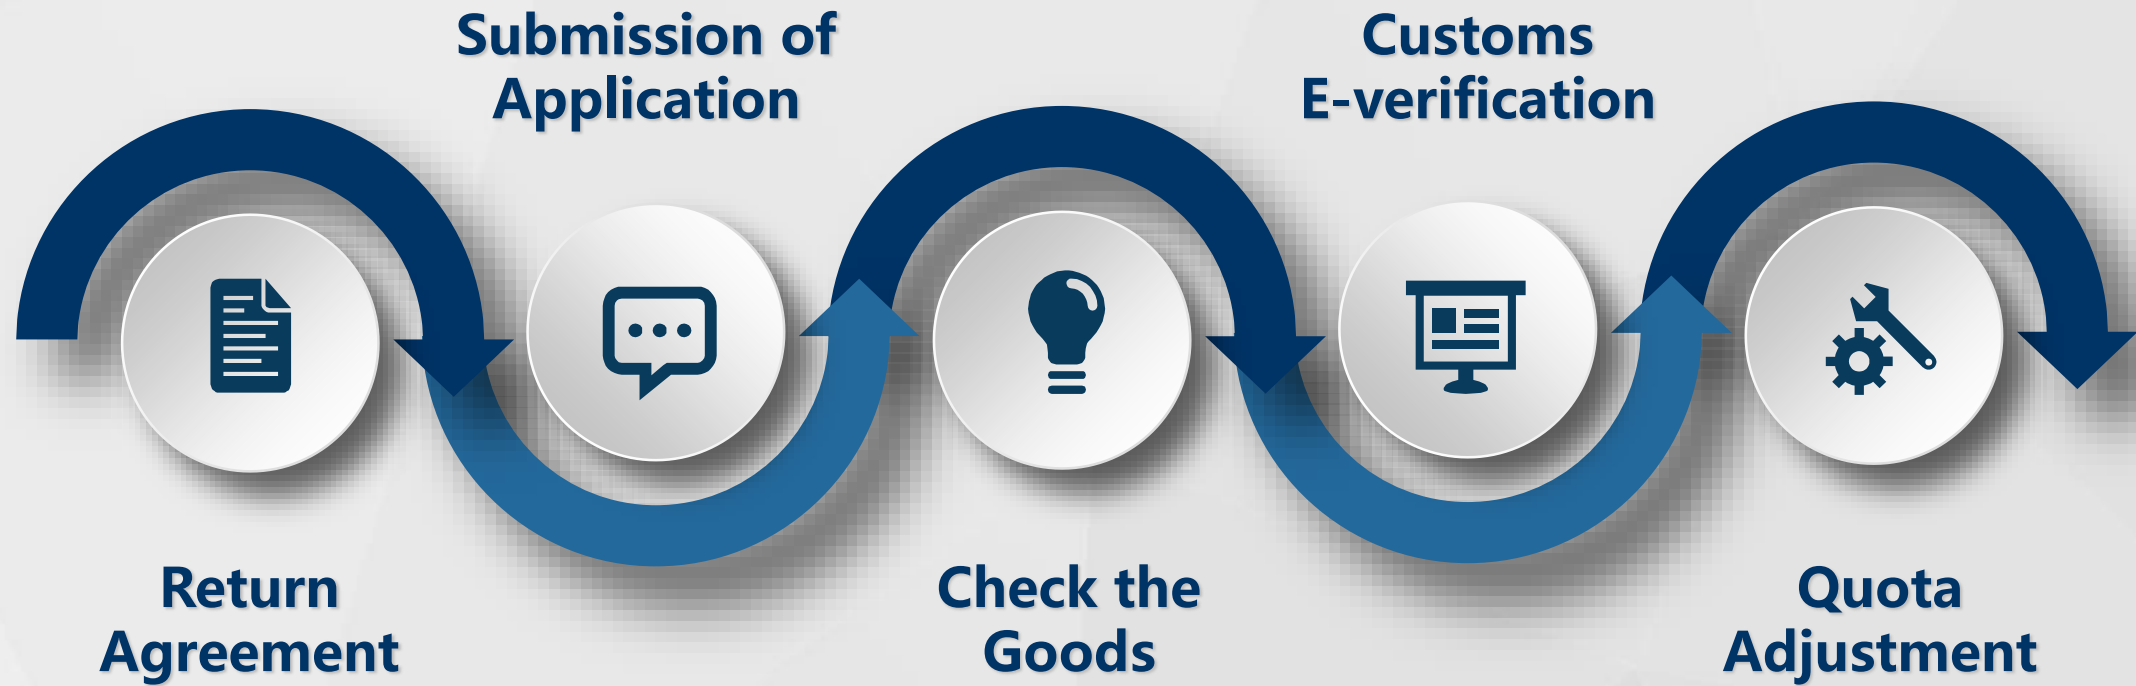 Return
Agreement
Submission of
Application
Check the
Goods
Customs
E-verification
Quota
Adjustment